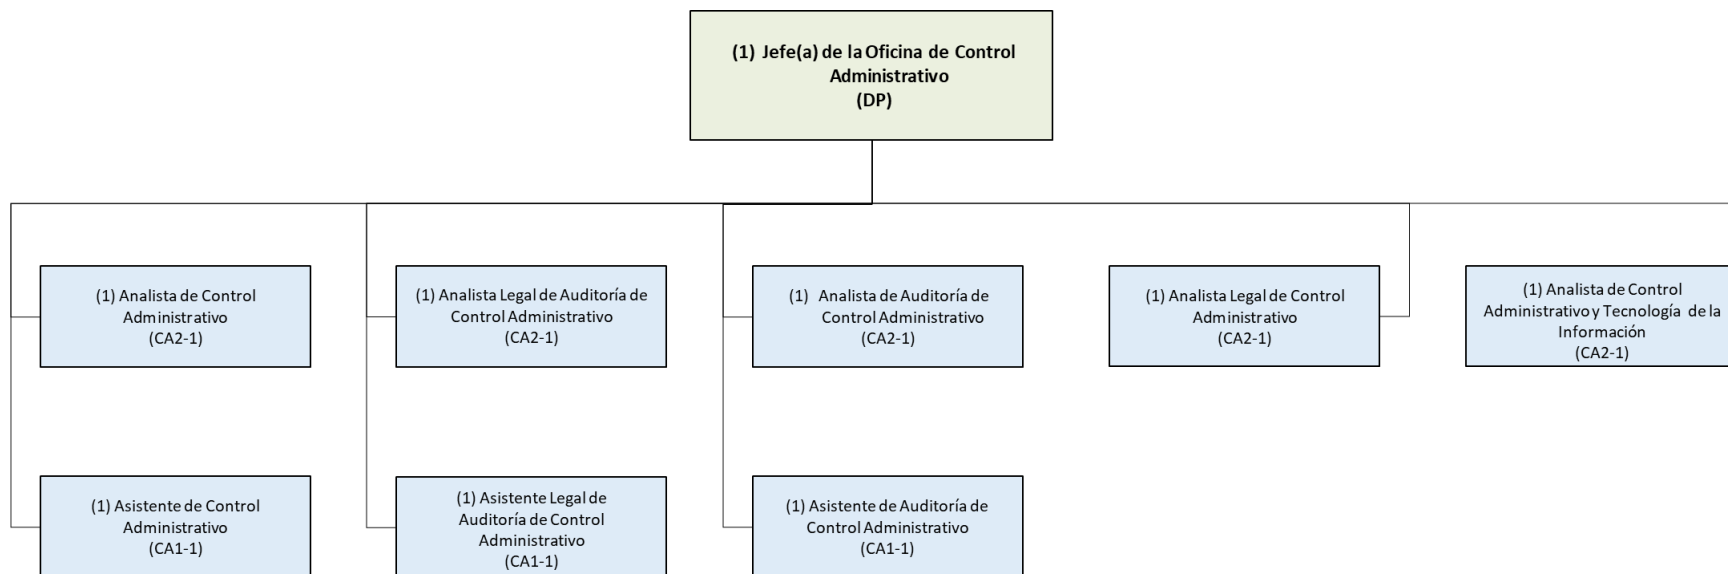 (1) Jefe(a) de la Oficina de Control
Administrativo
(DP)
(1) Analista de Control
Administrativo
(CA2-1)
(1) Analista Legal de Auditoría de
Control Administrativo
(CA2-1)
(1) Analista de Auditoría de
Control Administrativo
(CA2-1)
(1) Analista Legal de Control
Administrativo
(CA2-1)
(1) Analista de Control
Administrativo y Tecnología de la
Información
(CA2-1)
(1) Asistente de Control
Administrativo
(CA1-1)
(1) Asistente Legal de
Auditoría de Control
Administrativo
(CA1-1)
(1) Asistente de Auditoría de
Control Administrativo
(CA1-1)